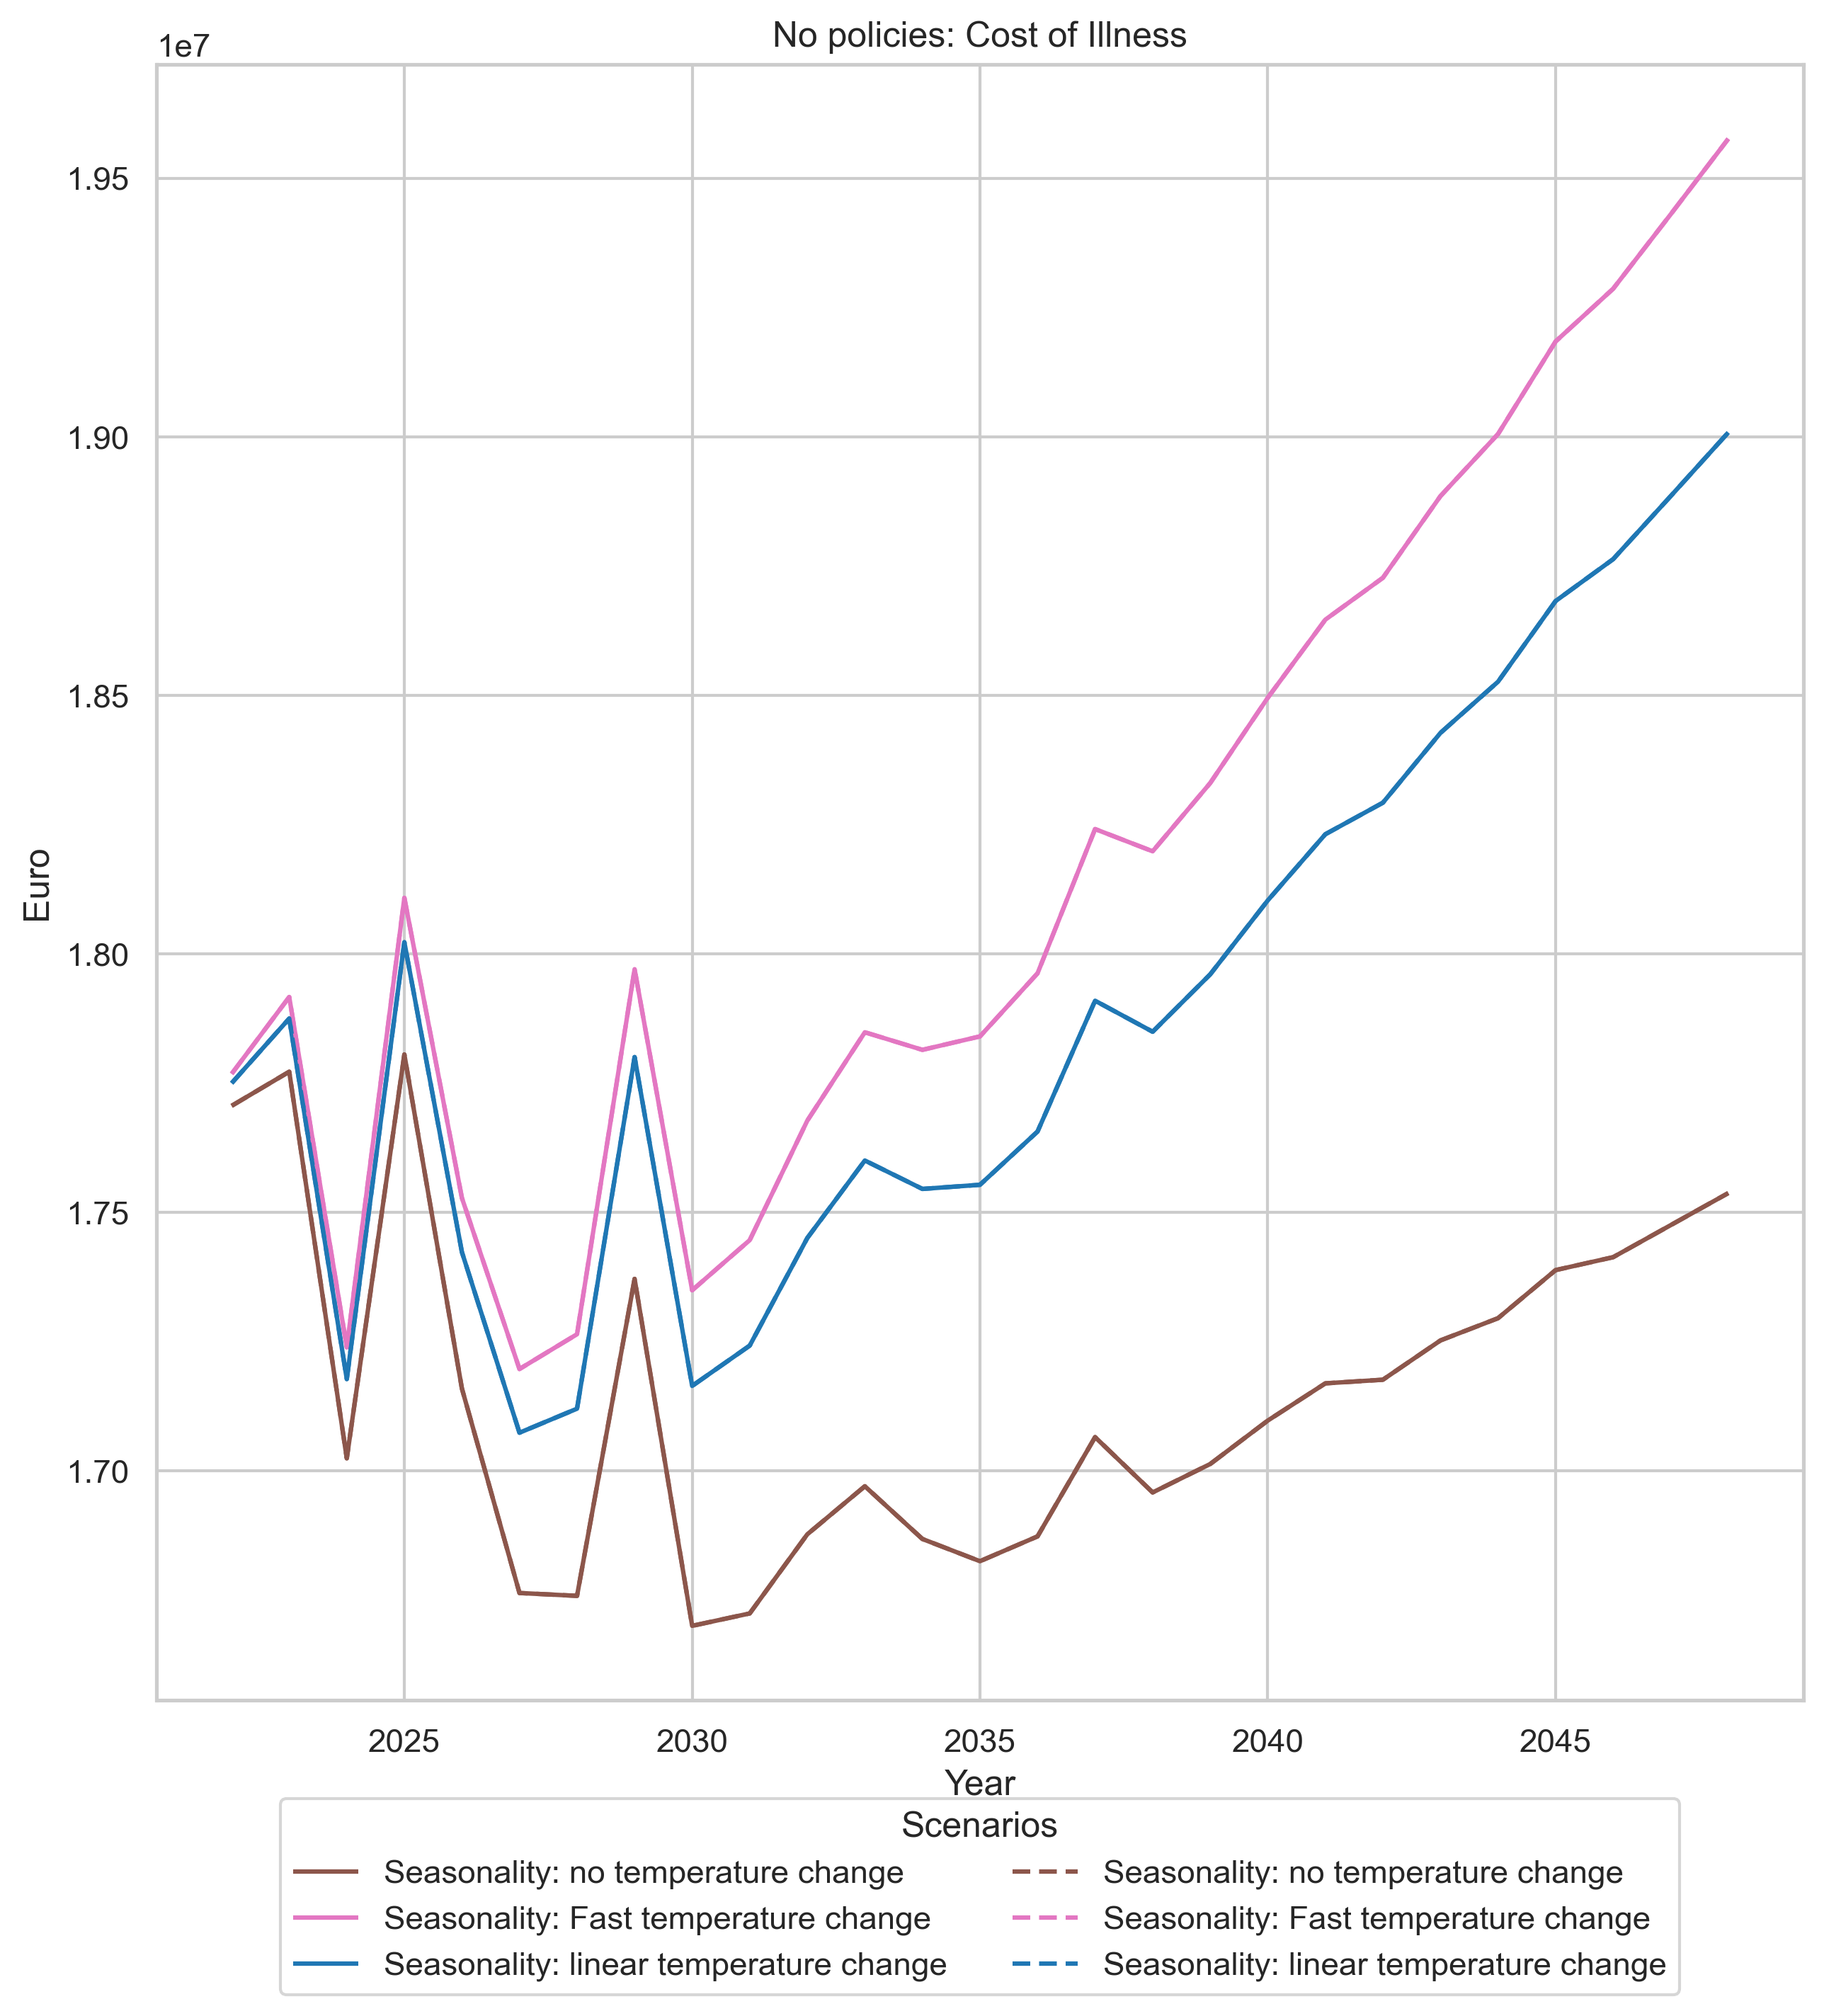 No policies: Cost of Illness
1e7
1.95
1.90
1.85
1.80
1.75
1.70
Euro
2025 2030 2035 2040 2045
Year
Scenarios
Seasonality: no temperature change Seasonality: no temperature change
Seasonality: Fast temperature change Seasonality: Fast temperature change
Seasonality: linear temperature change Seasonality: linear temperature change